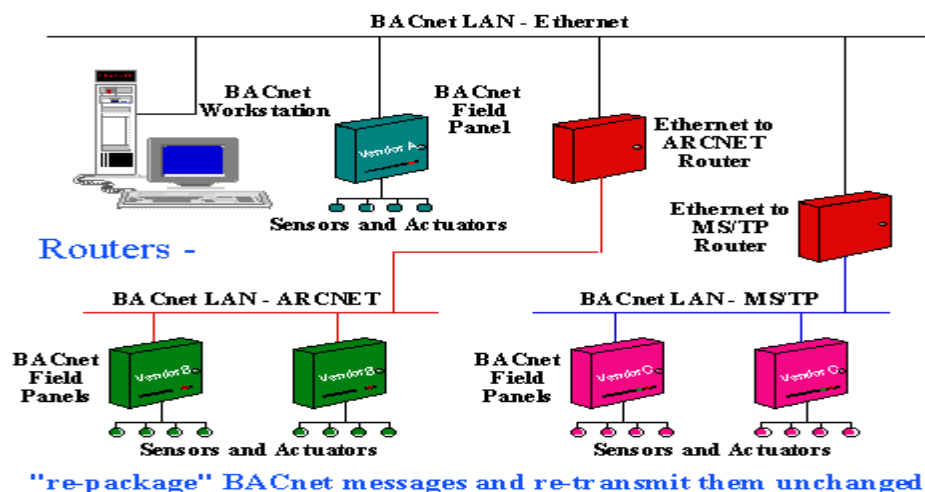 BACnet LAN - Ethernet
BACnet
Workstation
BACnet
Field
Panel
Vendor A
Ethernet to
ARCNET
Router
Sensors and Actuators
Ethernet to
MS/TP
Router
Routers -
BACnet LAN - ARCNET
BACnet LAN - MS/TP
BACnet
Field
Panels
Vendor B
Vendor B
BACnet
Field
Panels
Vendor C
Vendor C
Sensors and Actuators
Sensors and Actuators
"re-package" BACnet messages and re-transmit them unchanged